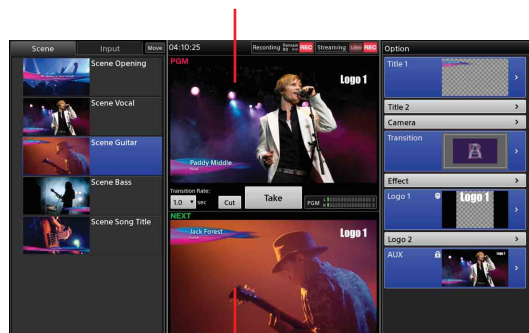 Scene Input Move
Scene Opening
Scene Vocal
Scene Guitar
Scene Bass
Scene Song Title
04:10:25 Recording Remain REC Streaming Live REC
PGM
Logo 1
Paddy Middle
Transition Rate:
1.0 sec Cut Take PGM
NEXT
Jack Forest
Logo 1
Option
Title 1
Title 2
Camera
Transition
Effect
Logo 1
Logo 1
Logo 2
AUX